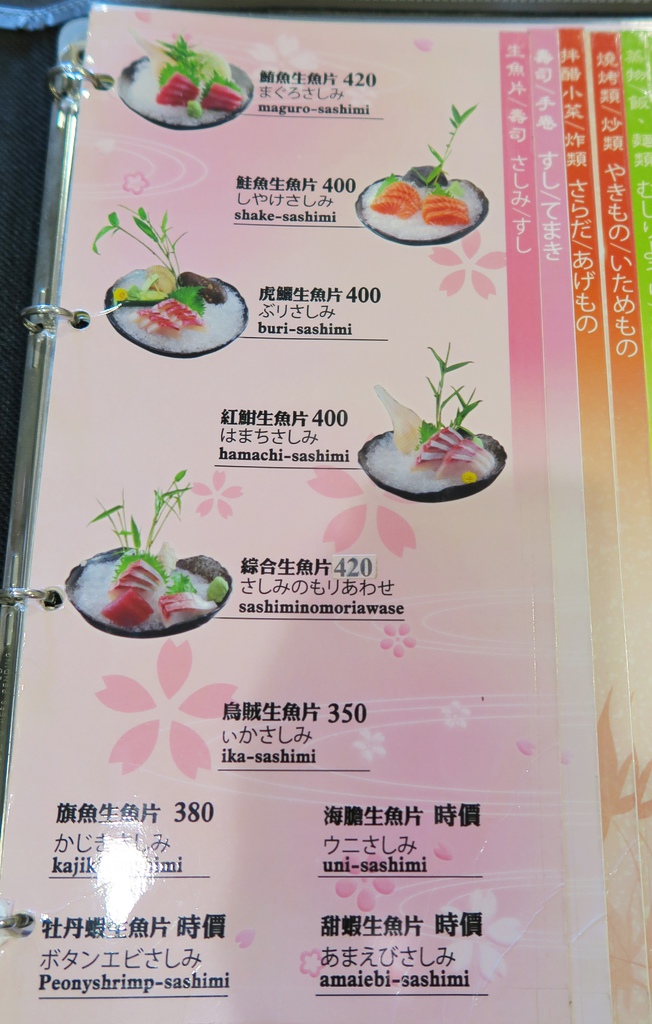 鮪魚生魚片 420
まぐろさしみ
maguro-sashimi
鮭魚生魚片 400
しやけさしみ
shake-sashimi
虎鰡生魚片 400
ぶりさしみ
buri-sashimi
紅魽生魚片 400
はまちさしみ
hamachi-sashimi
綜合生魚片 420
さしみのもりあわせ
sashiminomoriawase
烏賊生魚片 350
いかさしみ
ika-sashimi
旗魚生魚片 380
かじきさしみ
海膽生魚片 時價
ウニさしみ
uni-sashimi
牡丹蝦生魚片 時價
ボタンエビさしみ
Peonyshrimp-sashimi
甜蝦生魚片 時價
あまえびさしみ
amaiebi-sashimi
生魚片/壽司 さしみ/すし
壽司/手卷 すし/てまき
拌醋小菜/炸類 さらだ/あげもの
燒烤類/炒類 やきもの/いためもの